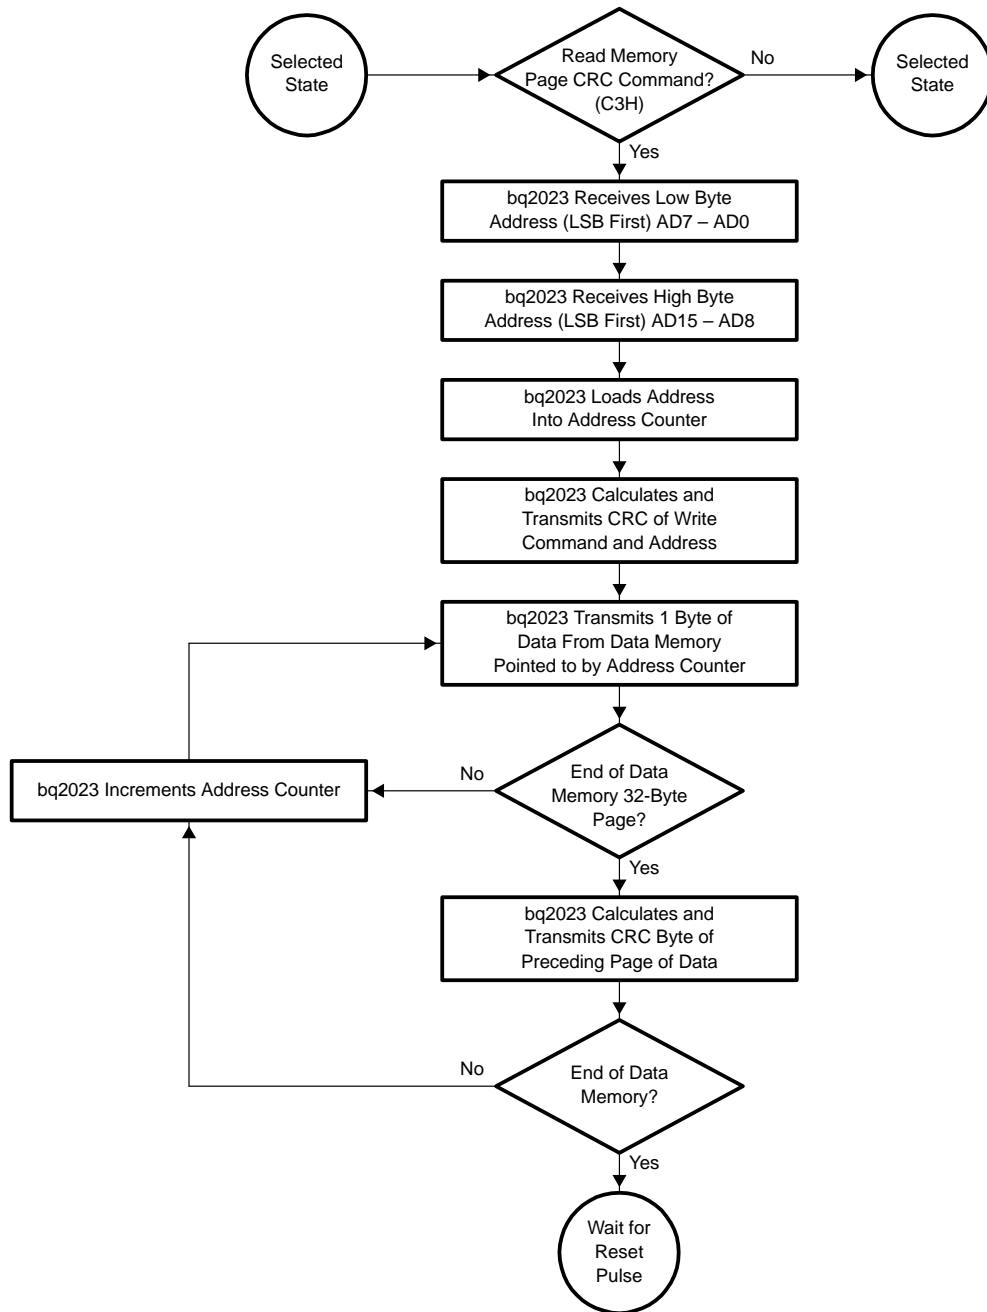 Selected
State
Read Memory
Page CRC Command?
(C3H)
No
Selected
State
Yes
bq2023 Receives Low Byte
Address (LSB First) AD7 – AD0
bq2023 Receives High Byte
Address (LSB First) AD15 – AD8
bq2023 Loads Address
Into Address Counter
bq2023 Calculates and
Transmits CRC of Write
Command and Address
bq2023 Transmits 1 Byte of
Data From Data Memory
Pointed to by Address Counter
bq2023 Increments Address Counter
No
End of Data
Memory 32-Byte
Page?
Yes
bq2023 Calculates and
Transmits CRC Byte of
Preceding Page of Data
No
End of Data
Memory?
Yes
Wait for
Reset
Pulse